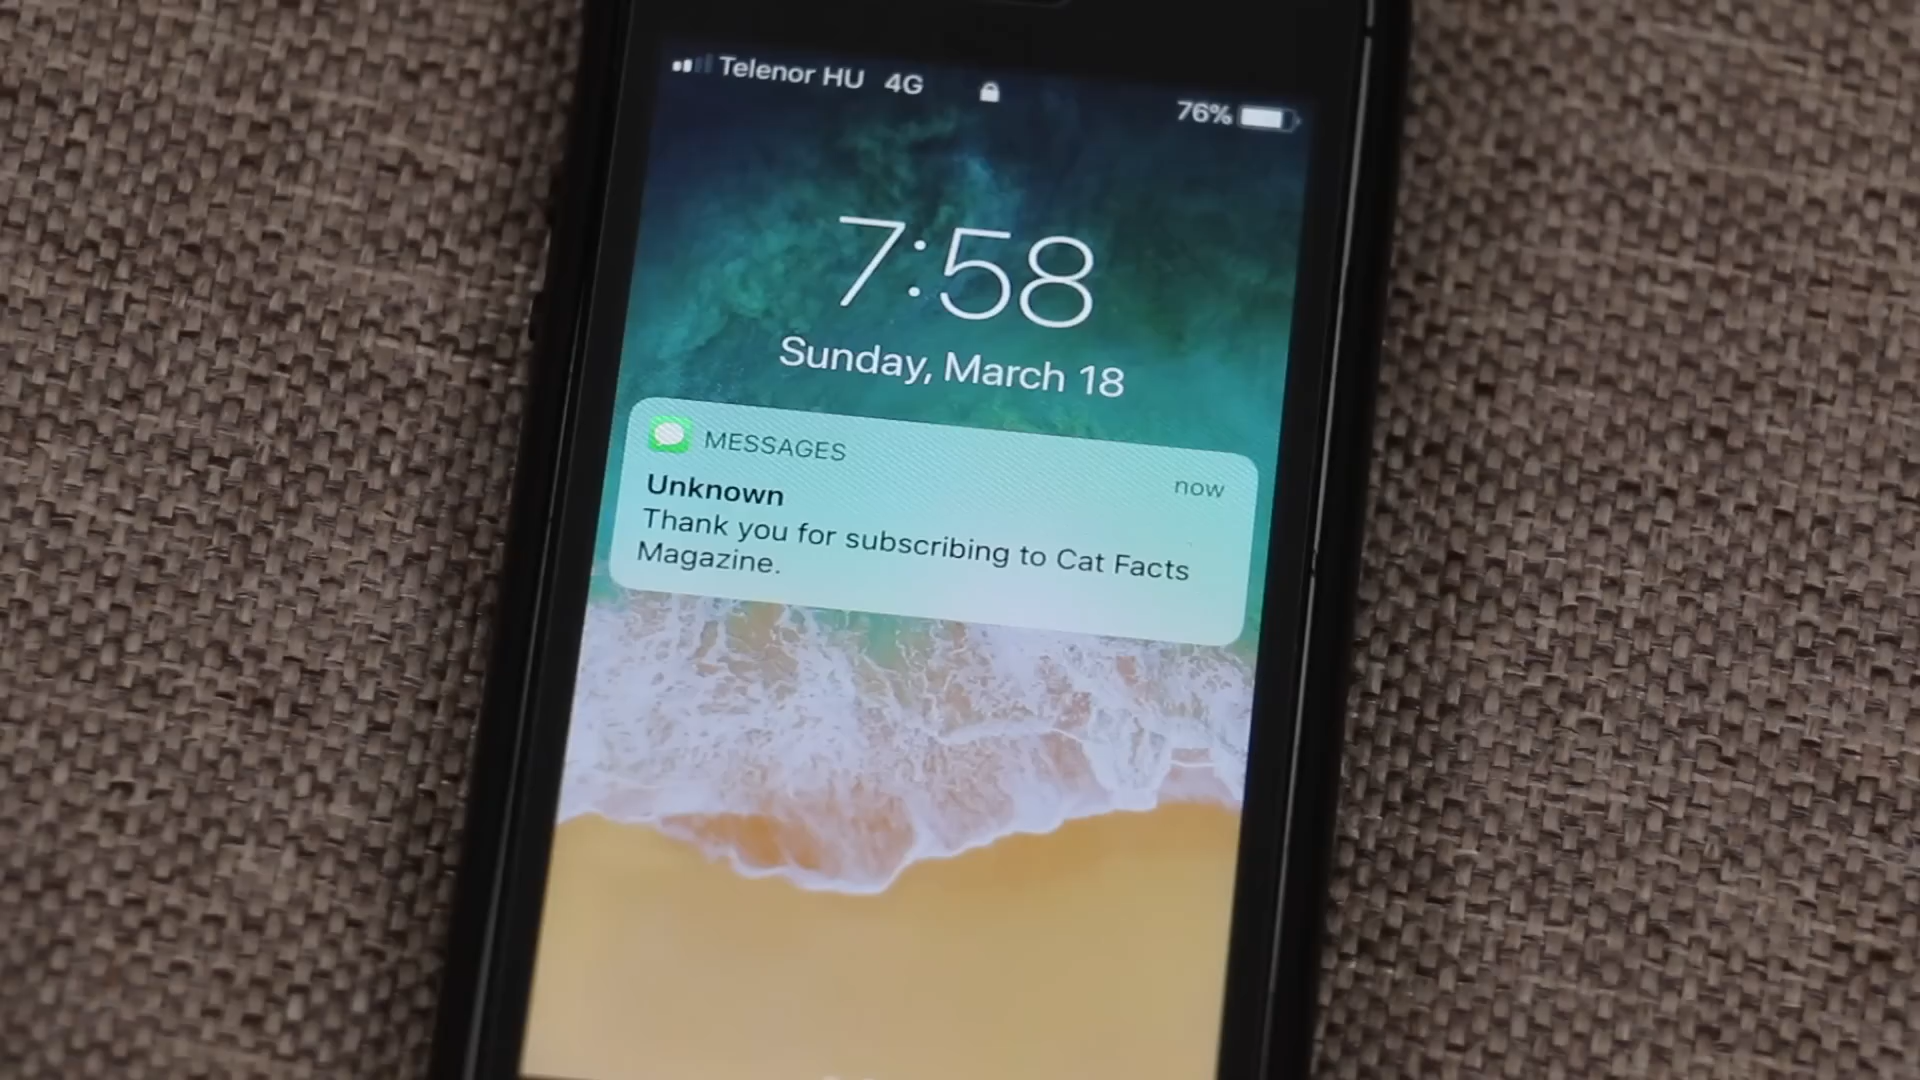 Telenor HU 4G 76%
7:58
Sunday, March 18
MESSAGES now
Unknown
Thank you for subscribing to Cat Facts
Magazine.